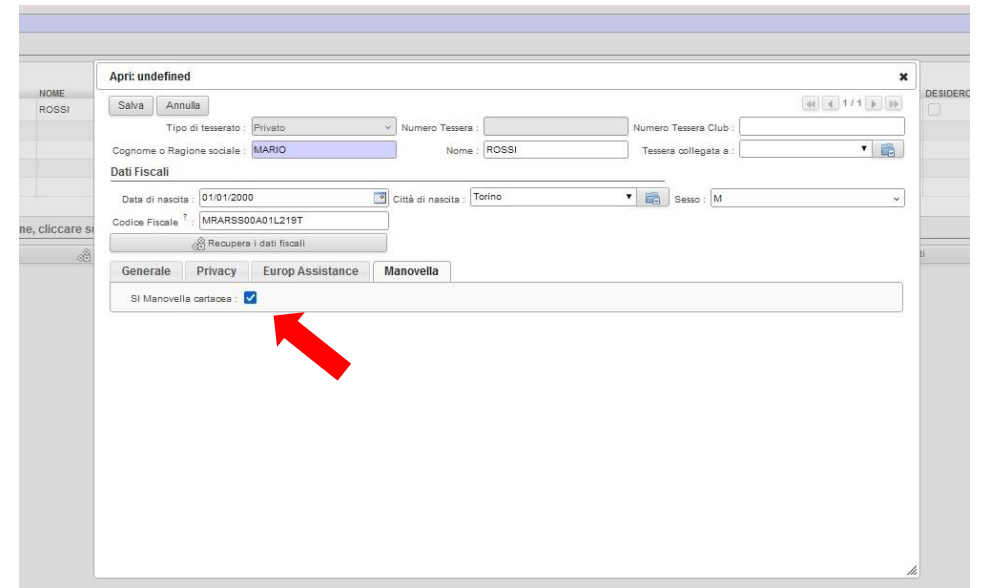 Apri: undefined
NOME
DESIDERO
ROSSI
Salva Annulla
1 / 1
Tipo di tesserato : Privato Numero Tessera : Numero Tessera Club :
Cognome o Ragione sociale : MARIO Nome : ROSSI Tessera collegata a :
Dati Fiscali
Data di nascita : 01/01/2000 Città di nascita : Torino Sesso : M
Codice Fiscale ? : MRARSS00A01L219T
ne, cliccare su
Recupera i dati fiscali
ti
Generale Privacy Europ Assistance Manovella
SI Manovella cartacea :